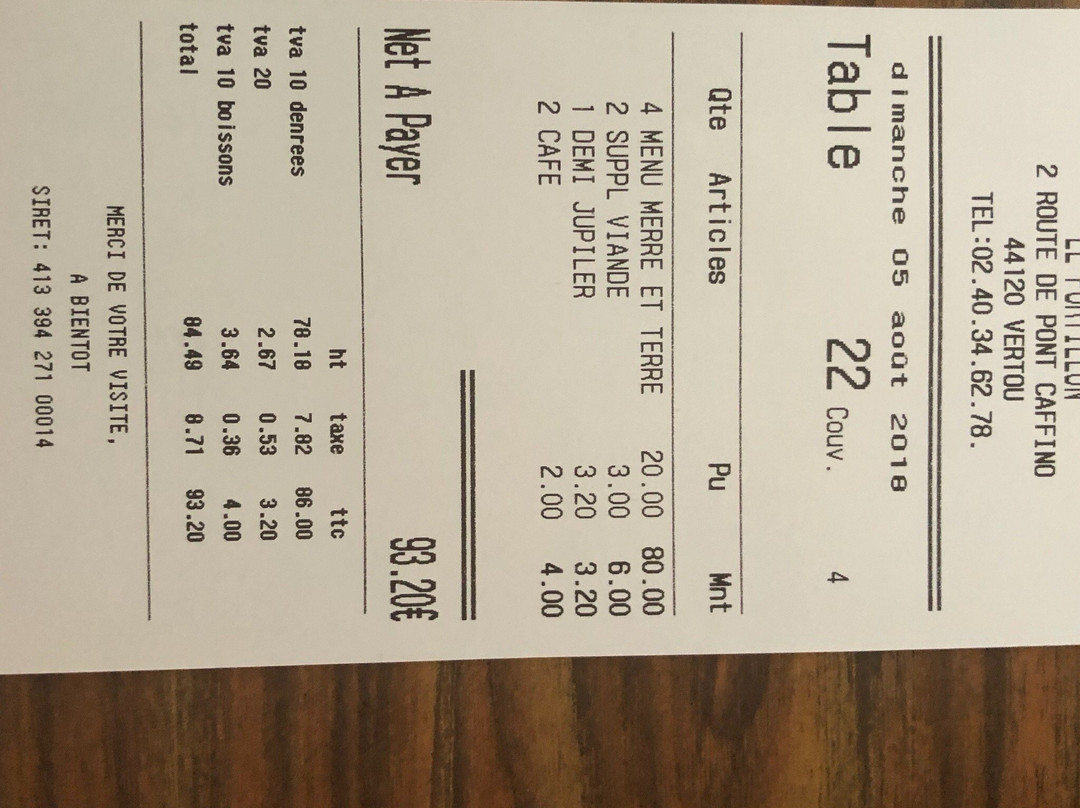 2 ROUTE DE PONT CAFFINO
44120 VERTOU
TEL:02.40.34.62.78.
dimanche 05 août 2018
Table 22 Couv. 4
Qte Articles Pu Mnt
4 MENU MERRE ET TERRE 20.00 80.00
2 SUPPL VIANDE 3.00 6.00
1 DEMI JUPILER 3.20 3.20
2 CAFE 2.00 4.00
Net A Payer 93.20€
ht taxe ttc
tva 10 denrees 78.18 7.82 86.00
tva 20 2.67 0.53 3.20
tva 10 boissons 3.64 0.36 4.00
total 84.49 8.71 93.20
MERCI DE VOTRE VISITE,
A BIENTOT
SIRET: 413 394 271 00014